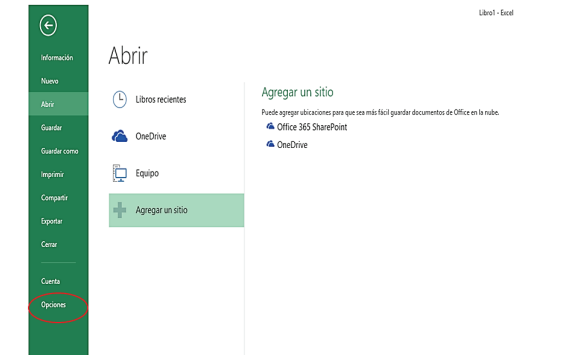 Libro1 - Excel
Información
Nuevo
Abrir
Guardar
Guardar como
Imprimir
Compartir
Exportar
Cerrar
Cuenta
Opciones
Abrir
Libros recientes
OneDrive
Equipo
Agregar un sitio
Agregar un sitio
Puede agregar ubicaciones para que sea más fácil guardar documentos de Office en la nube.
Office 365 SharePoint
OneDrive